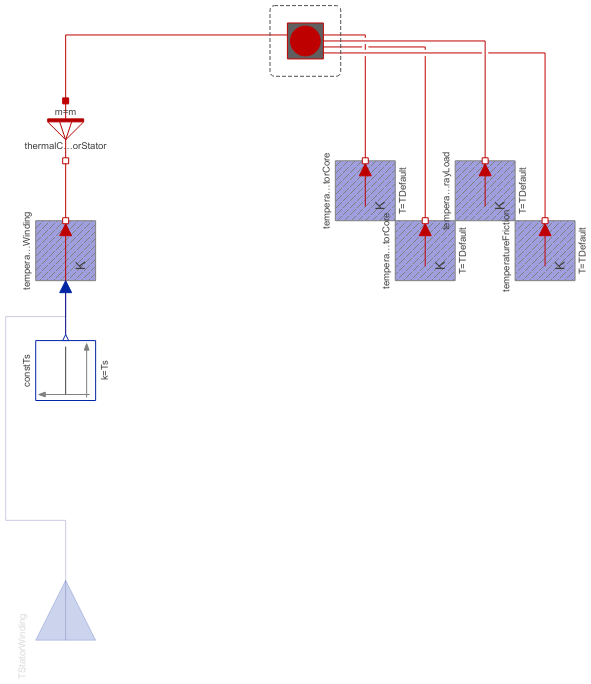 m=m
thermalC...orStator
tempera...torCore
T=TDefault
tempera...rayLoad
T=TDefault
tempera...Winding
K
K
K
tempera...torCore
K
T=TDefault
temperatureFriction
K
T=TDefault
constTs
k=Ts
TStatorWinding